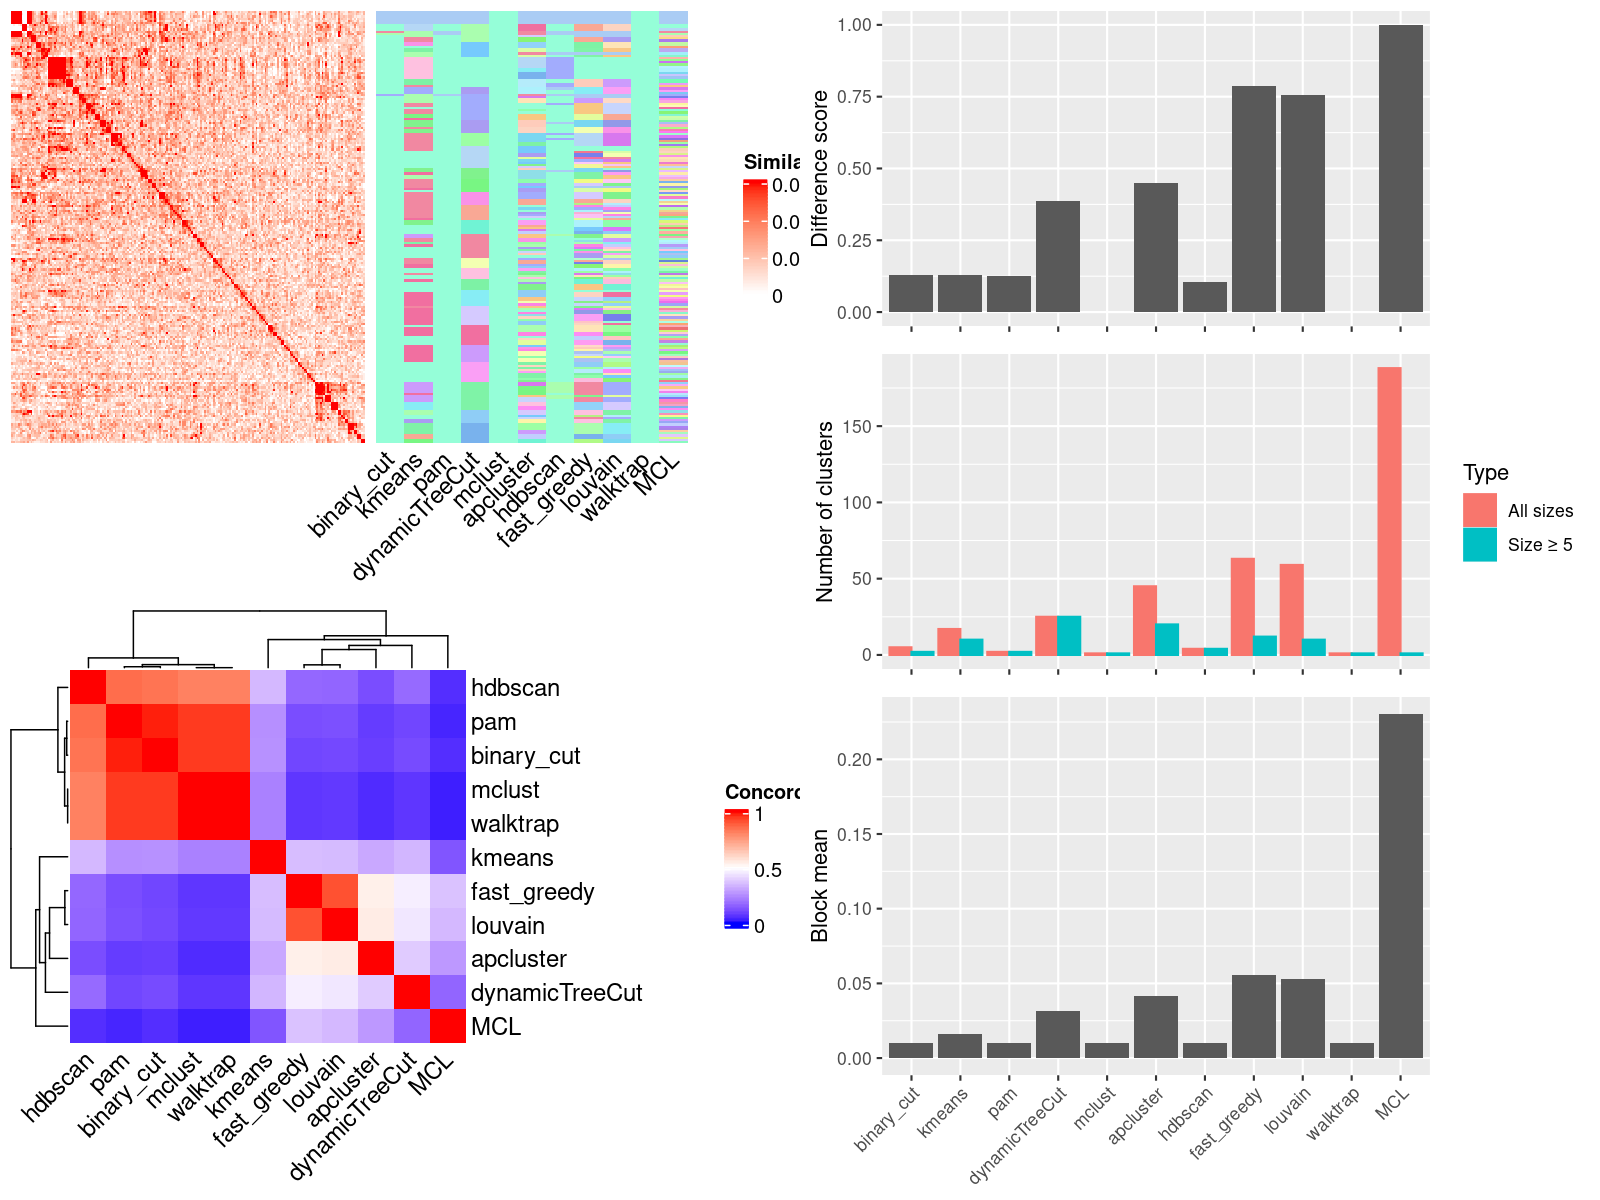 Simila
0.0
0.0
0.0
0
binary_cut
kmeans
pam
dynamicTreeCut
mclust
apcluster
hdbscan
fast_greedy
louvain
walktrap
MCL
hdbscan
pam
binary_cut
mclust
walktrap
kmeans
fast_greedy
louvain
apcluster
dynamicTreeCut
MCL
hdbscan
pam
binary_cut
mclust
walktrap
kmeans
fast_greedy
louvain
apcluster
dynamicTreeCut
MCL
Concord
1
0.5
0
Difference score
1.00
0.75
0.50
0.25
0.00
Number of clusters
150
100
50
0
Type
All sizes
Size ≥ 5
Block mean
0.20
0.15
0.10
0.05
0.00
binary_cut
kmeans
pam
dynamicTreeCut
mclust
apcluster
hdbscan
fast_greedy
louvain
walktrap
MCL